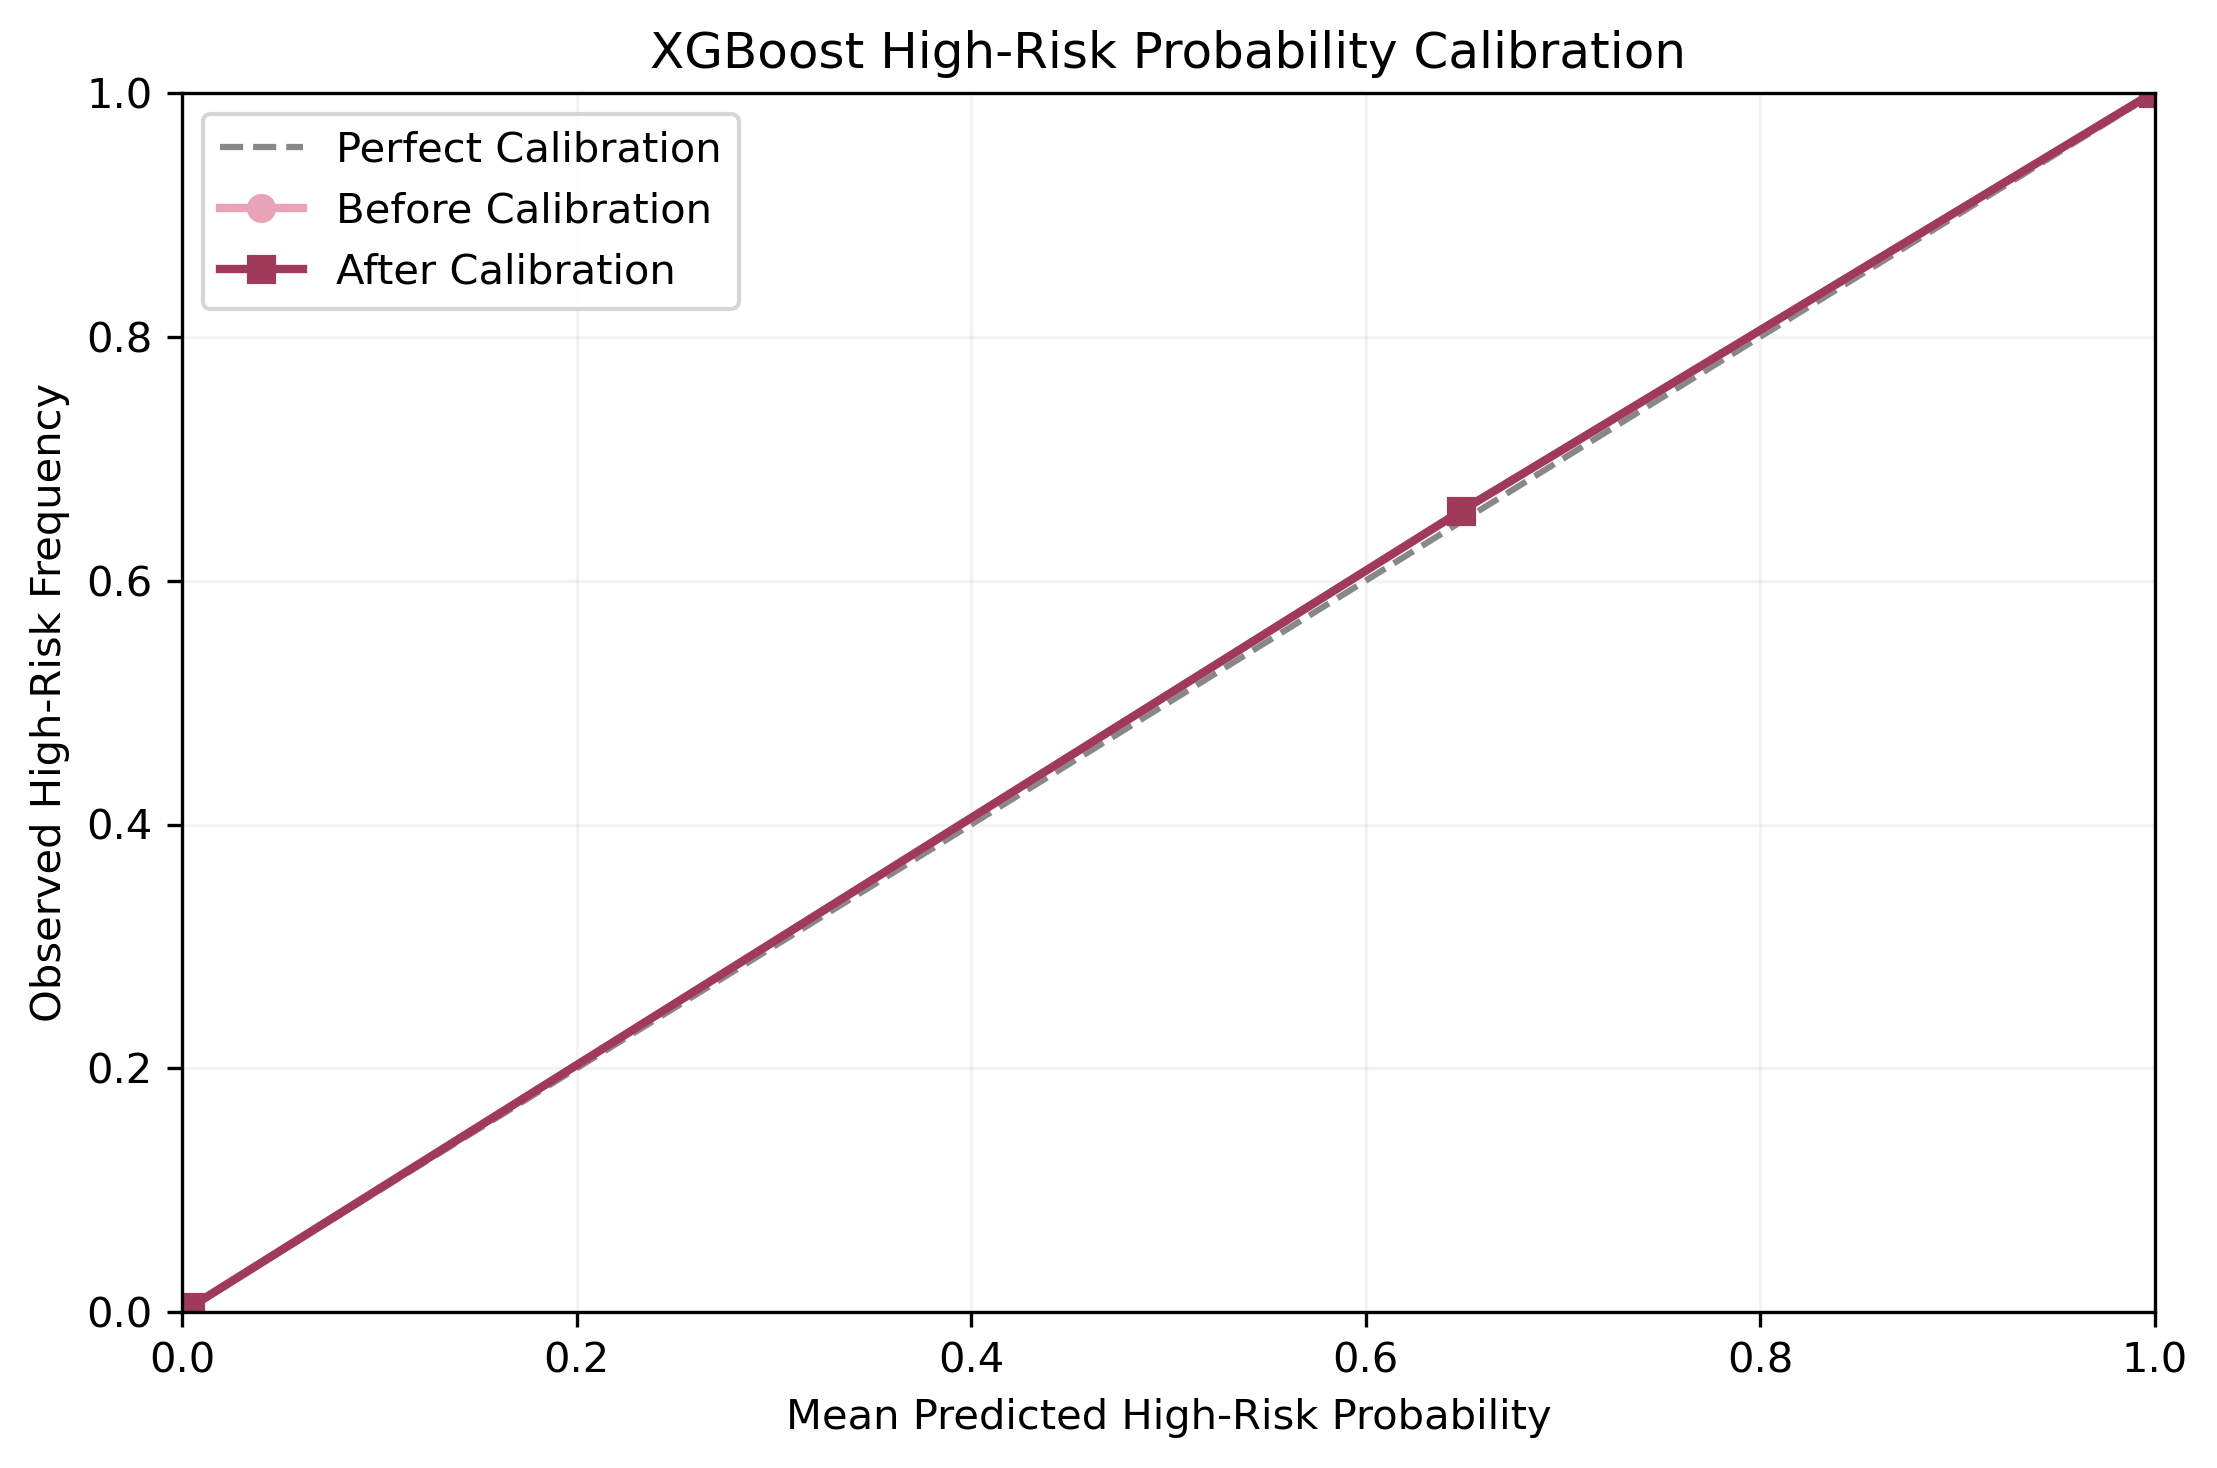 XGBoost High-Risk Probability Calibration
1.0
0.8
0.6
0.4
0.2
0.0
Observed High-Risk Frequency
Perfect Calibration
Before Calibration
After Calibration
0.0 0.2 0.4 0.6 0.8 1.0
Mean Predicted High-Risk Probability